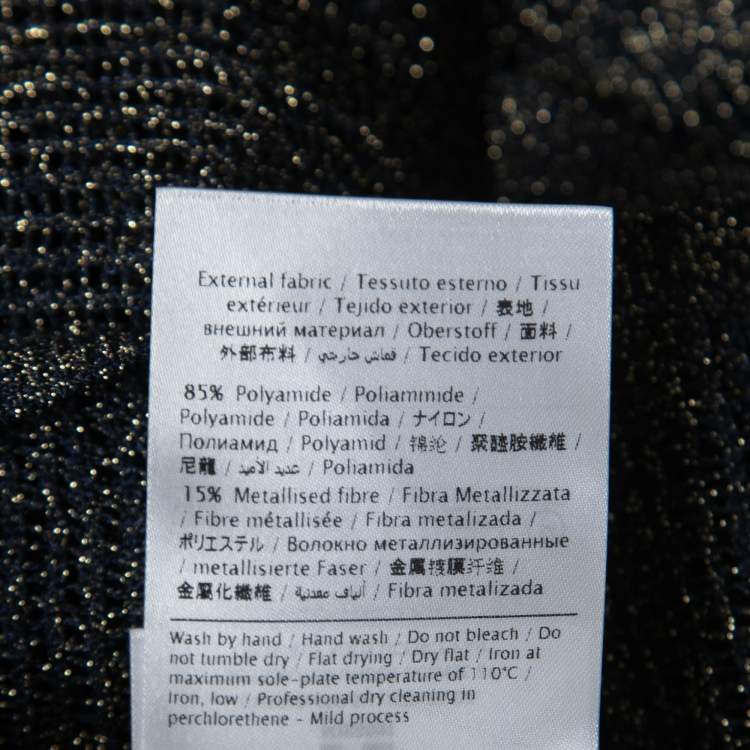 External fabric / Tessuto esterno / Tissu
extérieur / Tejido exterior / 表地 /
внешний материал / Oberstoff / 面料 /
外部布料 / قماش خارجي / Tecido exterior
85% Polyamide / Poliammide /
Polyamide / Poliamida / ナイロン /
Полиамид / Polyamid / 锦沦 / 聚醯胺纖維 /
尼龍 / عديد الأميد / Poliamida
15% Metallised fibre / Fibra Metallizzata
/ Fibre métallisée / Fibra metalizada /
ポリエステル / Волокно металлизированные
/ metallisierte Faser / 金属镀膜纤维 /
金屬化纖維 / ألياف معدنية / Fibra metalizada
Wash by hand / Hand wash / Do not bleach / Do
not tumble dry / Flat drying / Dry flat / Iron at
maximum sole-plate temperature of 110°C /
Iron, low / Professional dry cleaning in
perchlorethene - Mild process